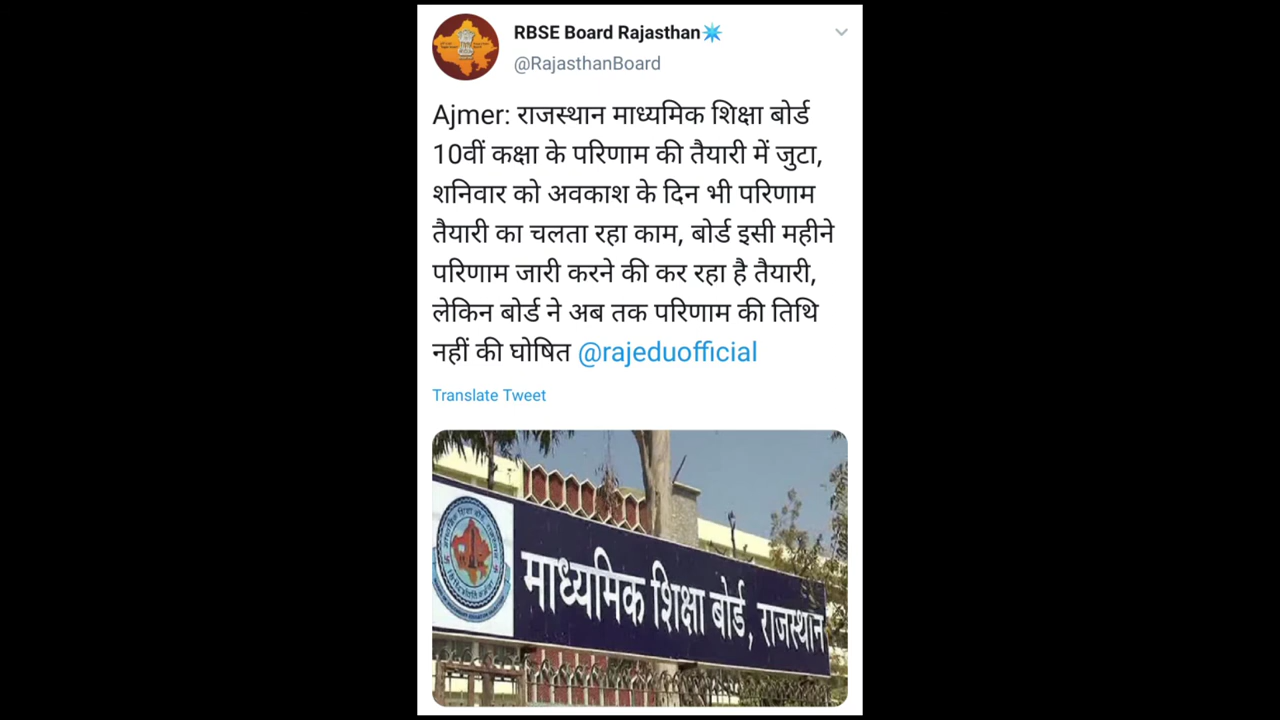 RBSE Board Rajasthan
@RajasthanBoard
Ajmer: राजस्थान माध्यमिक शिक्षा बोर्ड
10वीं कक्षा के परिणाम की तैयारी में जुटा,
शनिवार को अवकाश के दिन भी परिणाम
तैयारी का चलता रहा काम, बोर्ड इसी महीने
परिणाम जारी करने की कर रहा है तैयारी,
लेकिन बोर्ड ने अब तक परिणाम की तिथि
नहीं की घोषित @rajeduofficial
Translate Tweet
माध्यमिक शिक्षा बोर्ड, राजस्थान